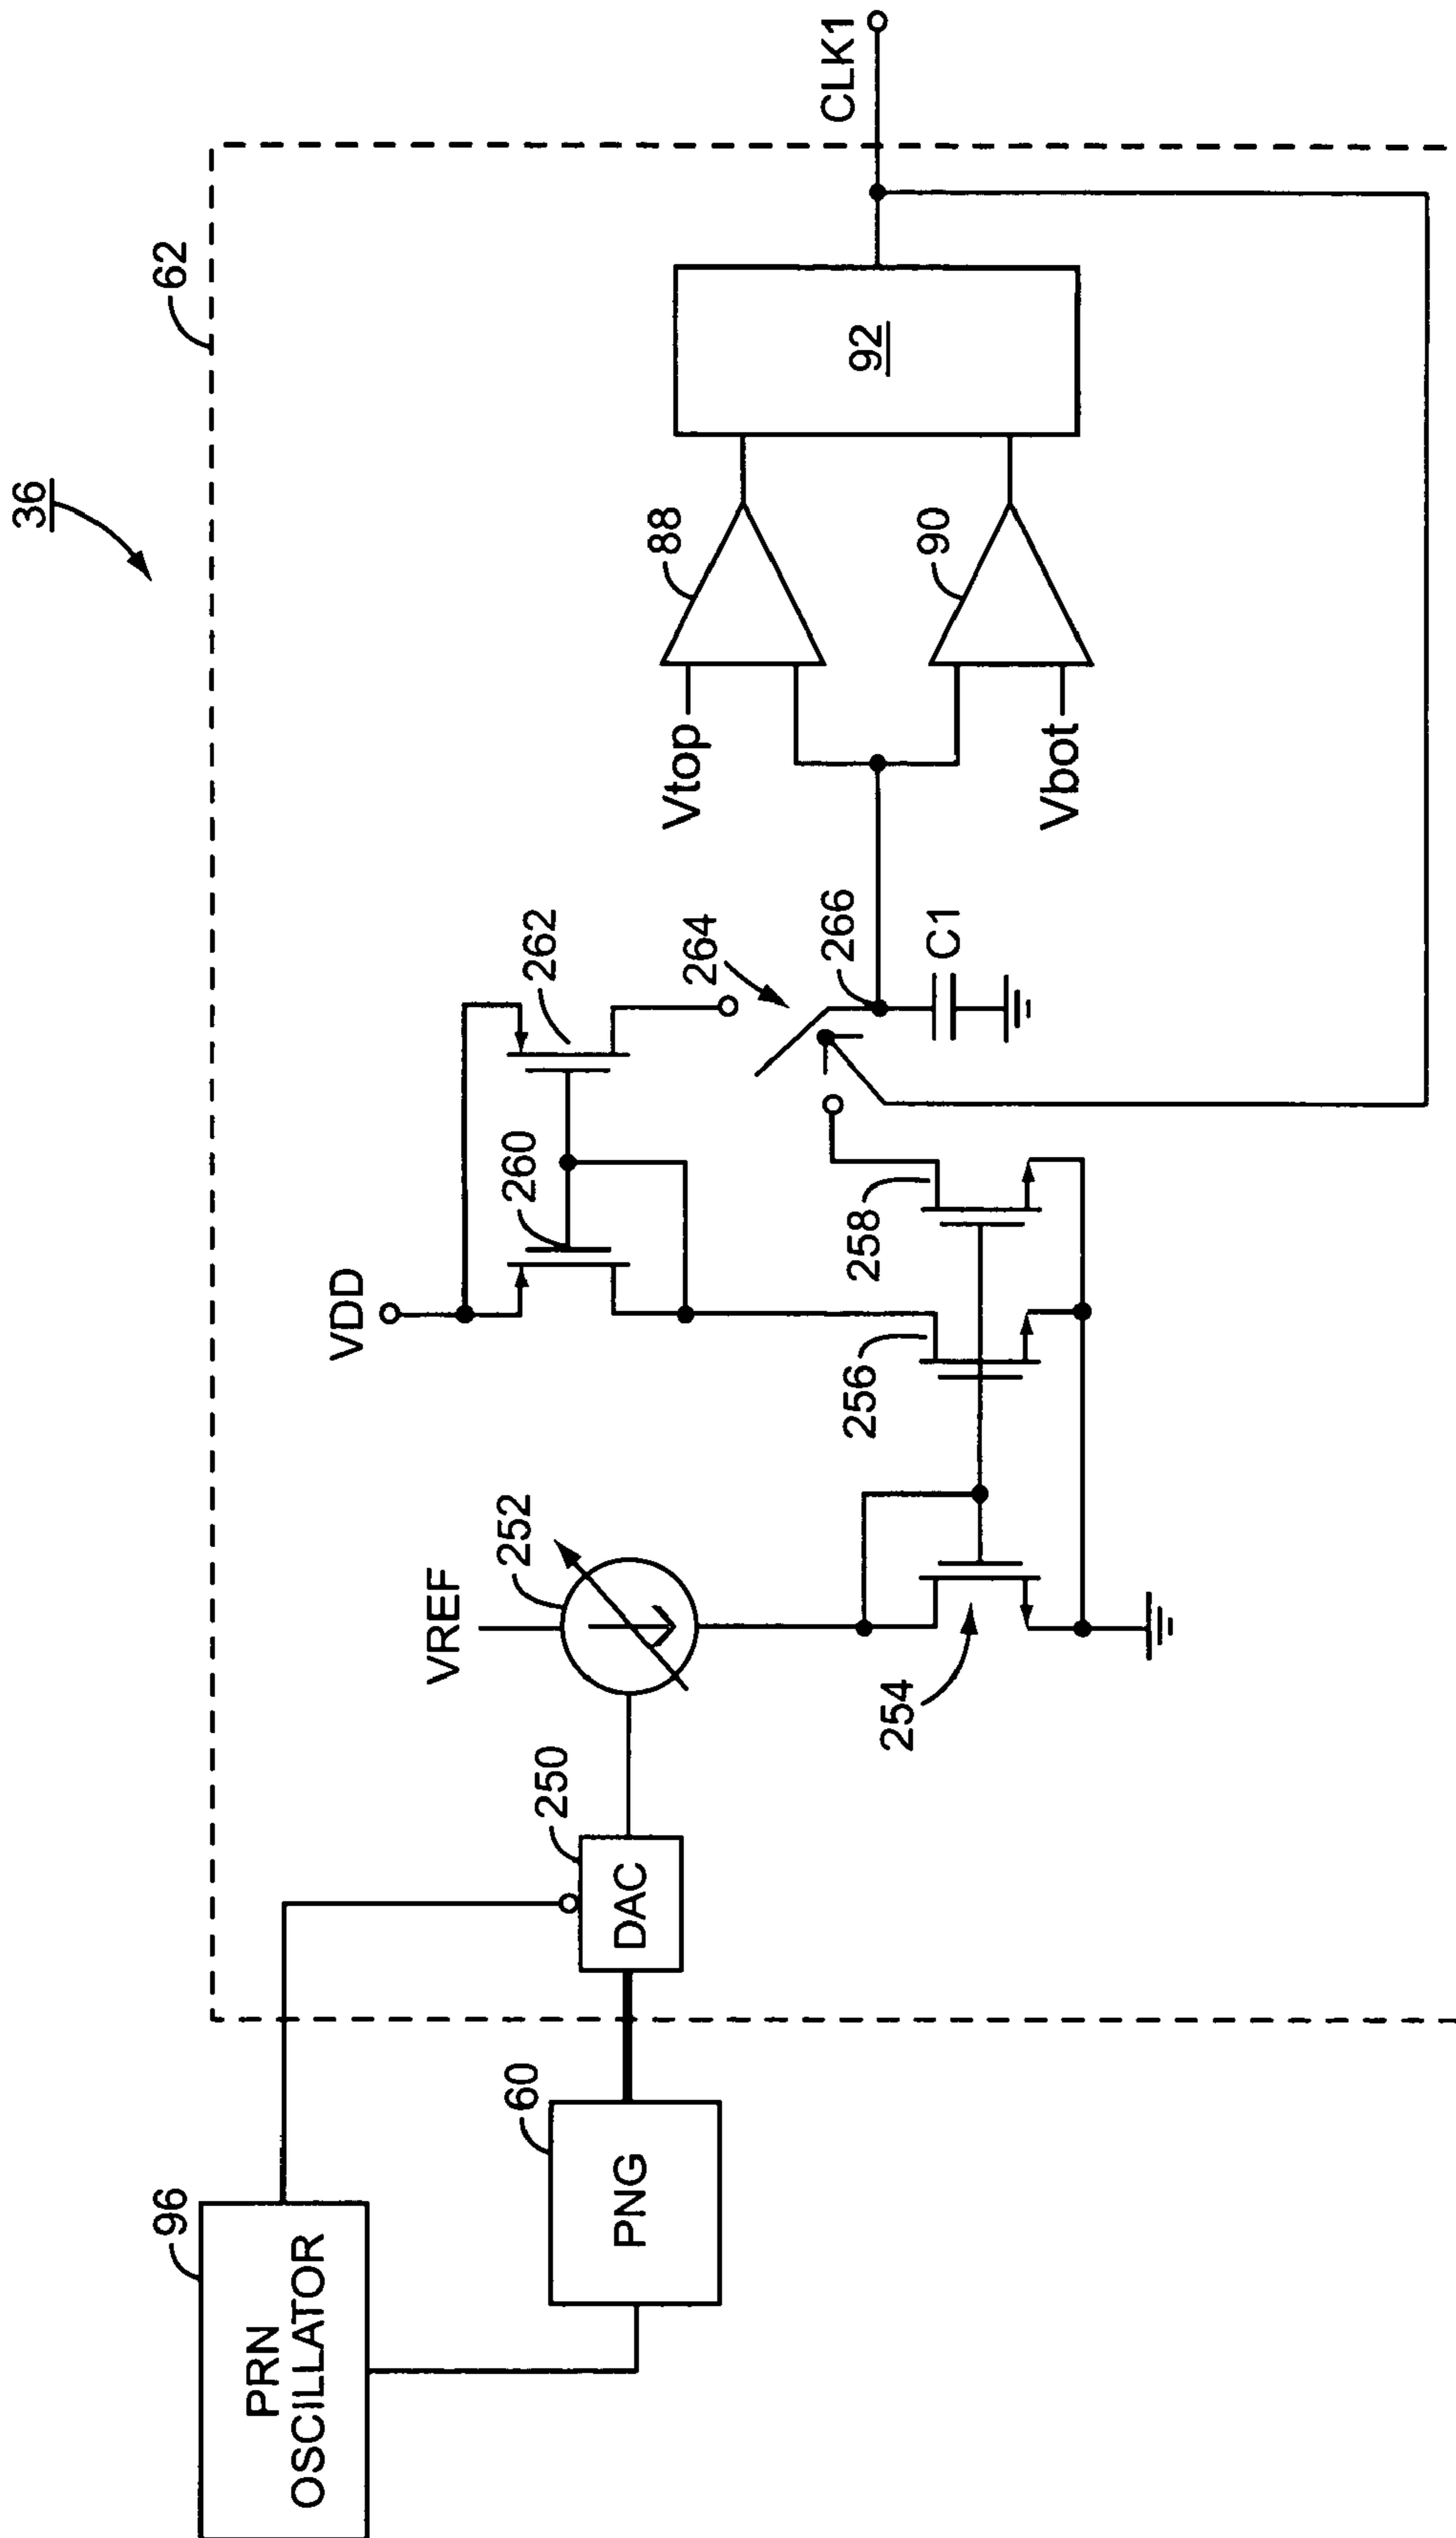 36
62
96
PRN
OSCILLATOR
60
PNG
250
DAC
VREF
252
254
VDD
260
262
256
258
264
266
C1
Vtop
88
Vbot
90
92
CLK1